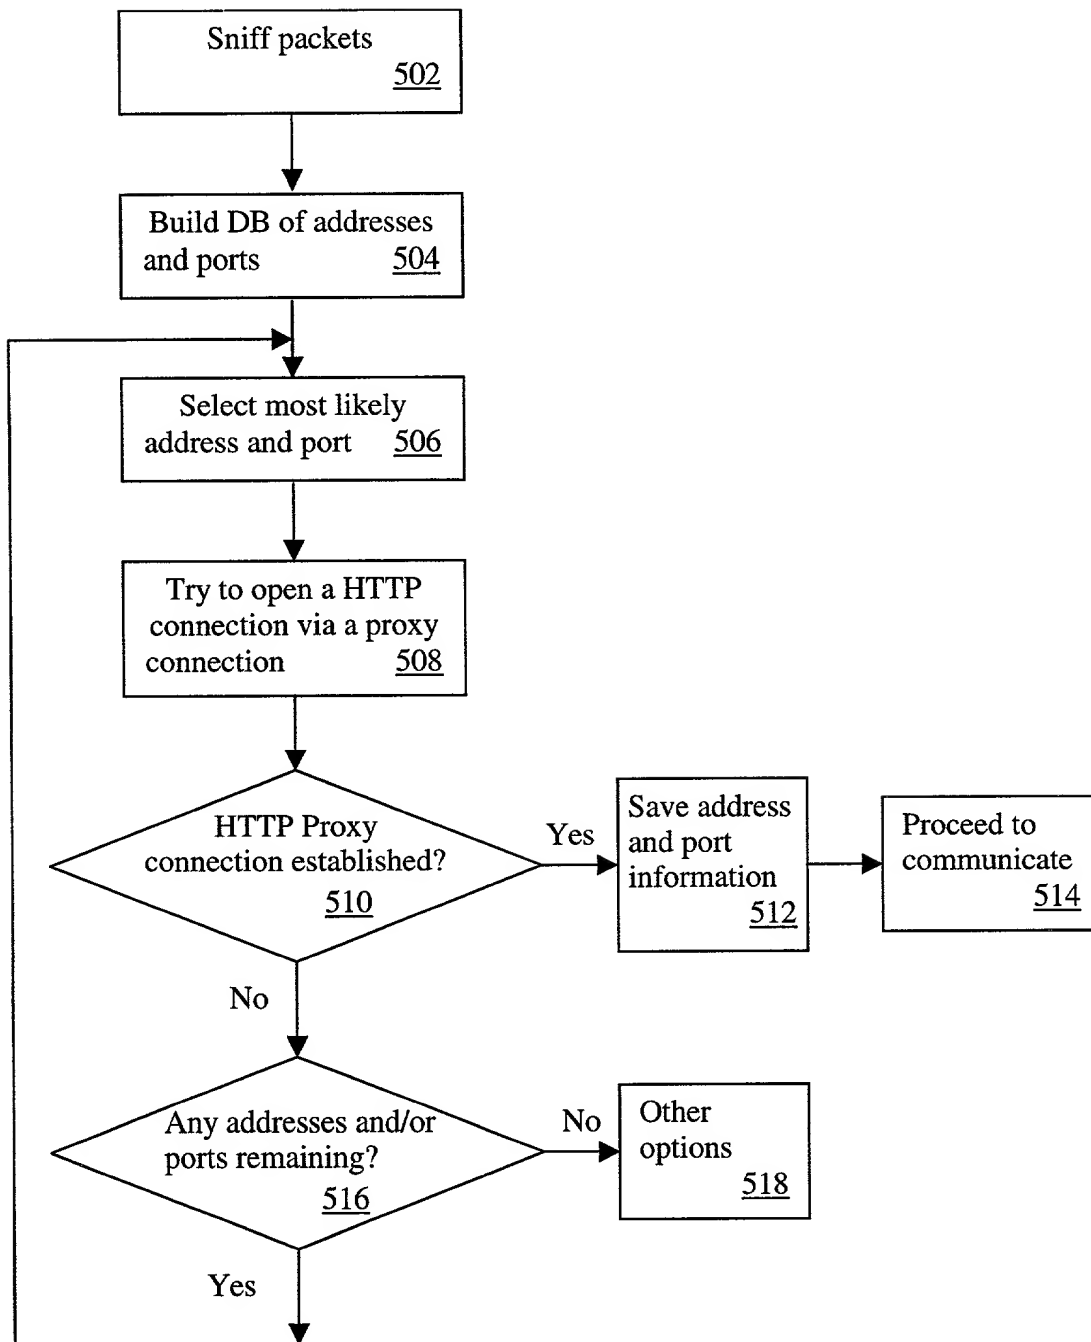 Sniff packets
502
Build DB of addresses
and ports 504
Select most likely
address and port 506
Try to open a HTTP
connection via a proxy
connection 508
HTTP Proxy
connection established?
510
Yes
Save address
and port
information
512
Proceed to
communicate
514
No
Any addresses and/or
ports remaining?
516
No
Other
options
518
Yes